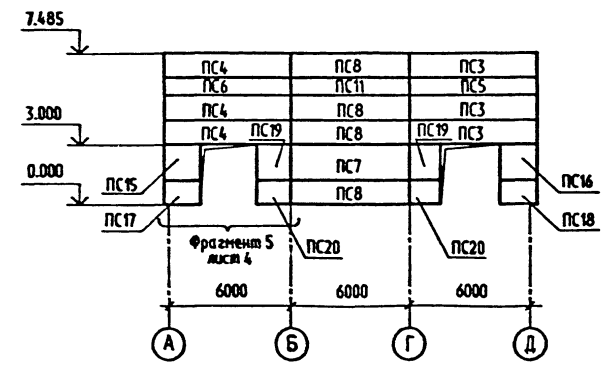 7.485
ПС4 ПС8 ПС3
ПС6 ПС11 ПС5
ПС4 ПС8 ПС3
3.000
ПС4 ПС19 ПС8 ПС19 ПС3
ПС7
0.000
ПС15 ПС16
ПС8
ПС17 ПС18
Фрагмент 5
лист 4
ПС20 ПС20
6000 6000 6000
А Б Г Д